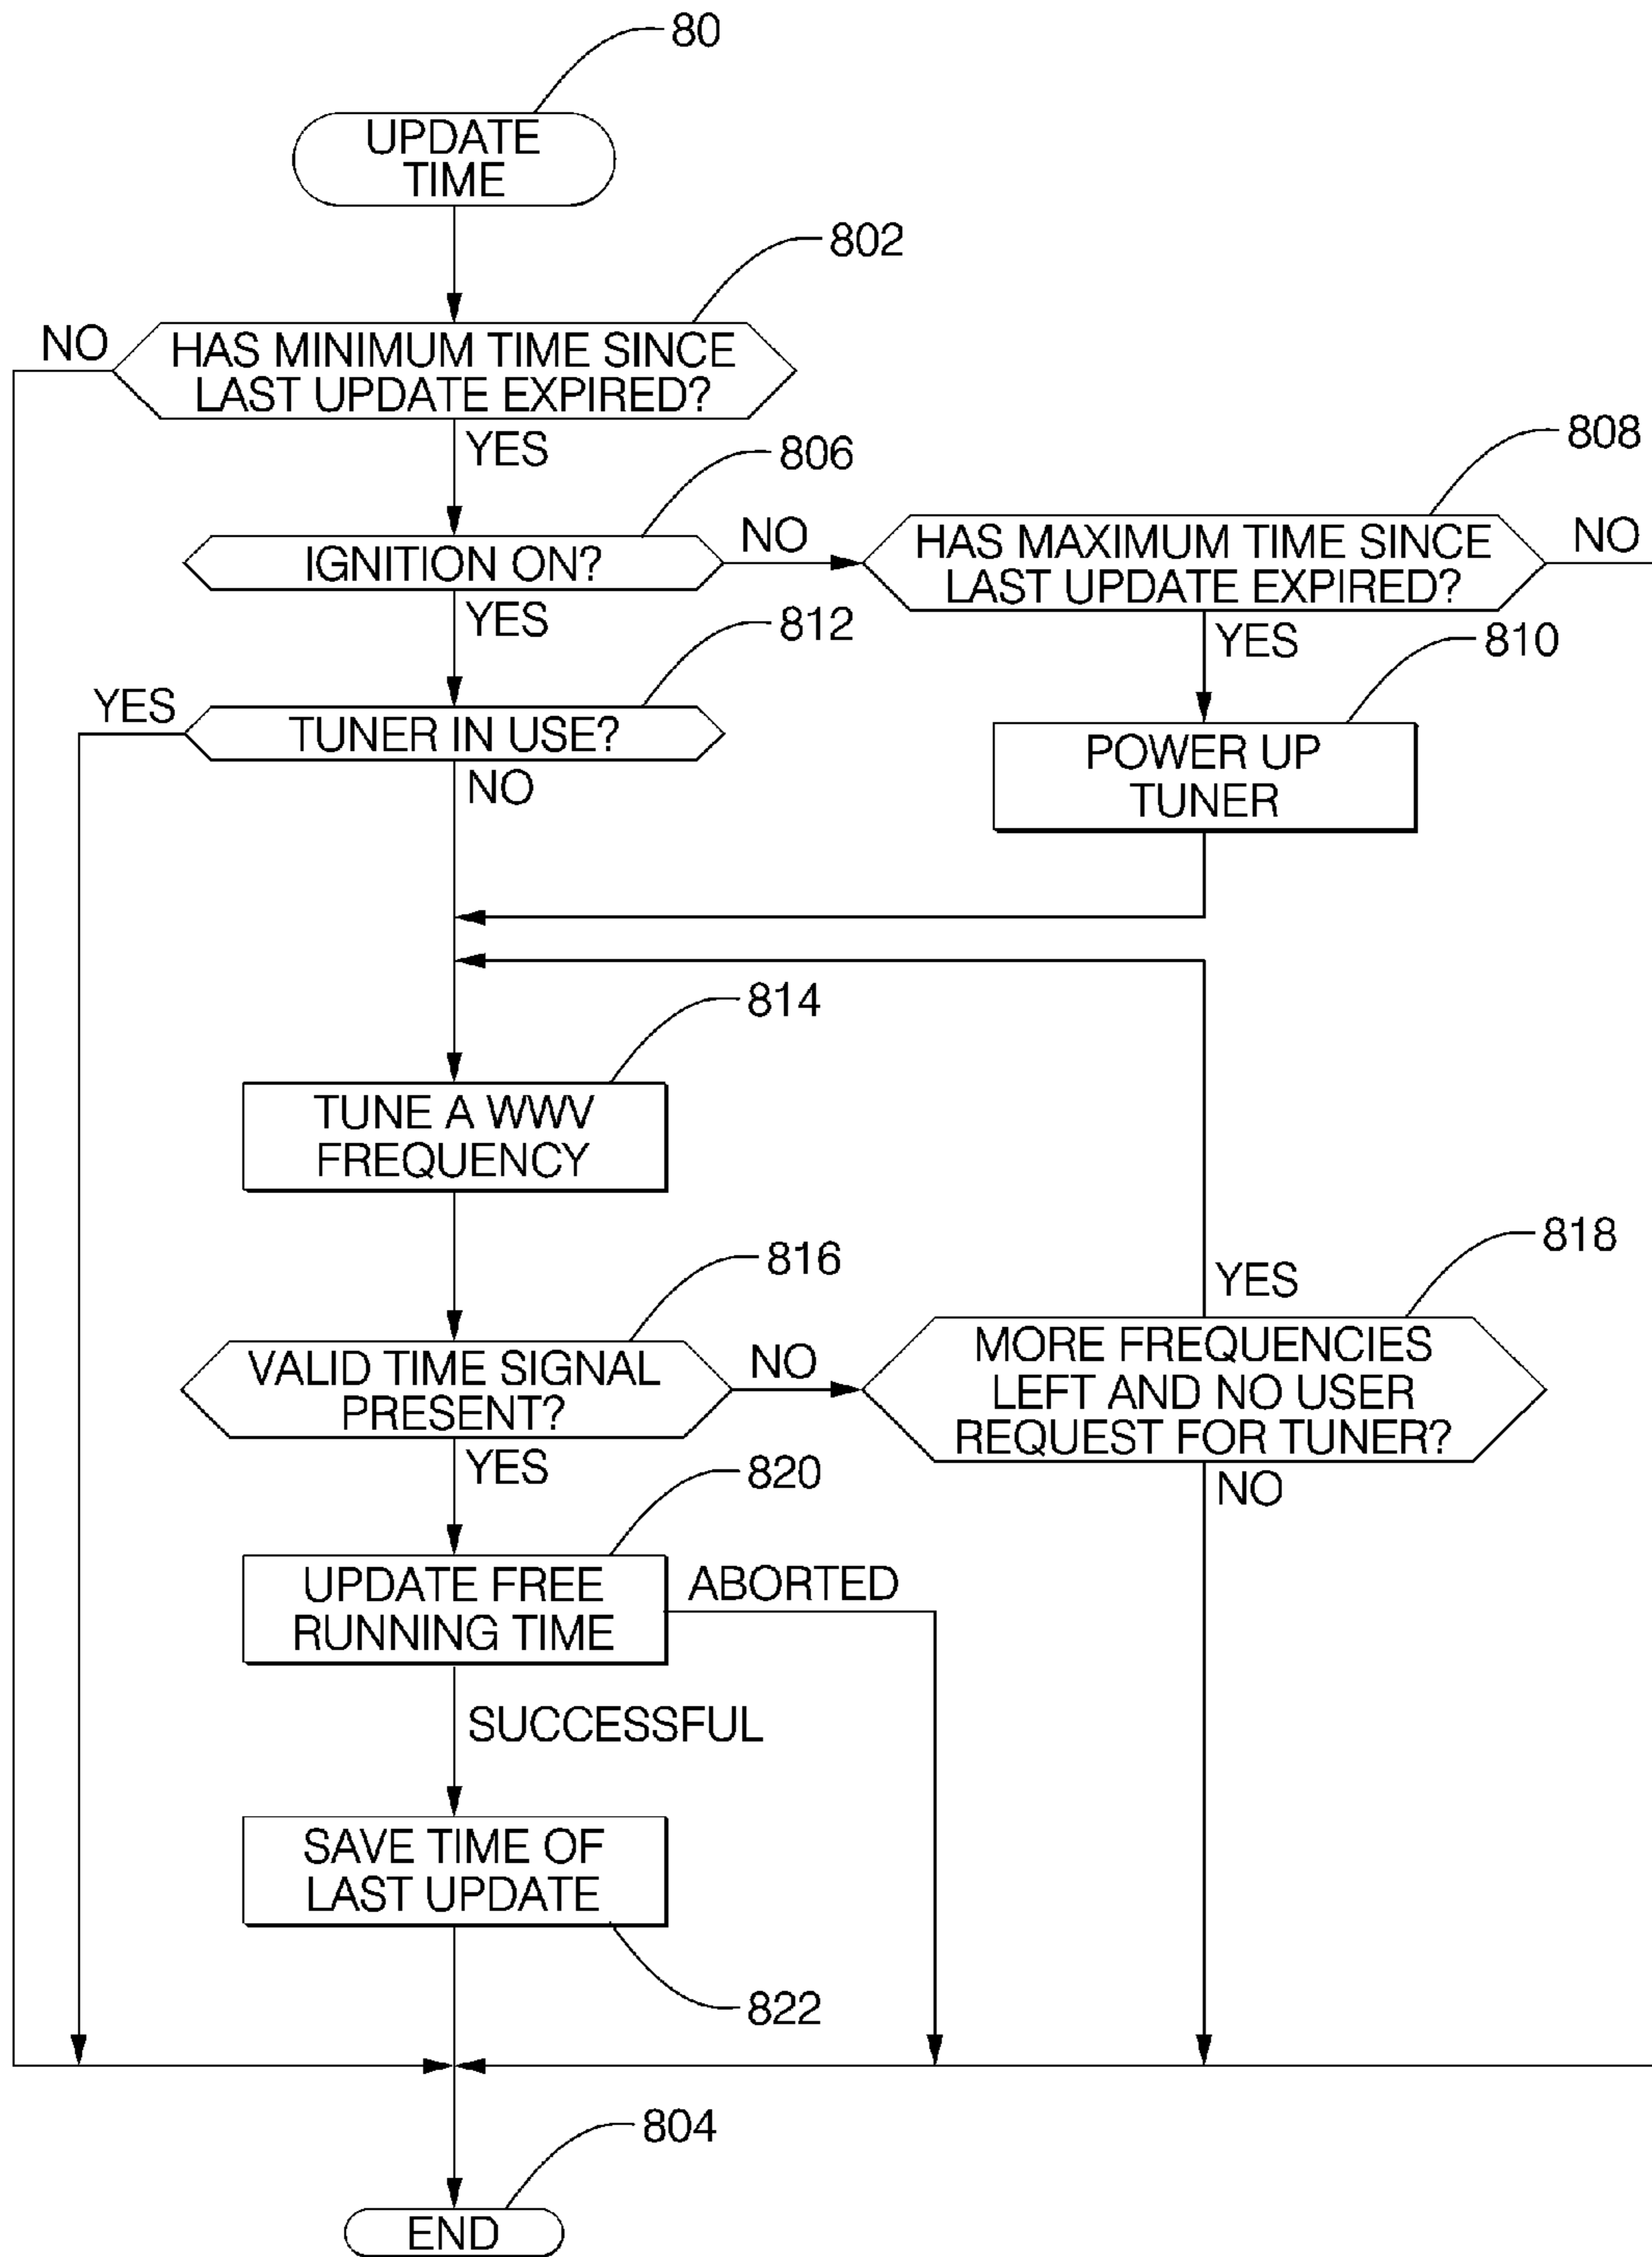 80
UPDATE
TIME
802
NO
HAS MINIMUM TIME SINCE
LAST UPDATE EXPIRED?
YES
806
808
IGNITION ON?
NO
HAS MAXIMUM TIME SINCE
LAST UPDATE EXPIRED?
NO
YES
812
YES
810
YES
TUNER IN USE?
NO
POWER UP
TUNER
814
TUNE A WWV
FREQUENCY
816
818
YES
VALID TIME SIGNAL
PRESENT?
NO
MORE FREQUENCIES
LEFT AND NO USER
REQUEST FOR TUNER?
YES
820
NO
UPDATE FREE
RUNNING TIME
ABORTED
SUCCESSFUL
SAVE TIME OF
LAST UPDATE
822
804
END